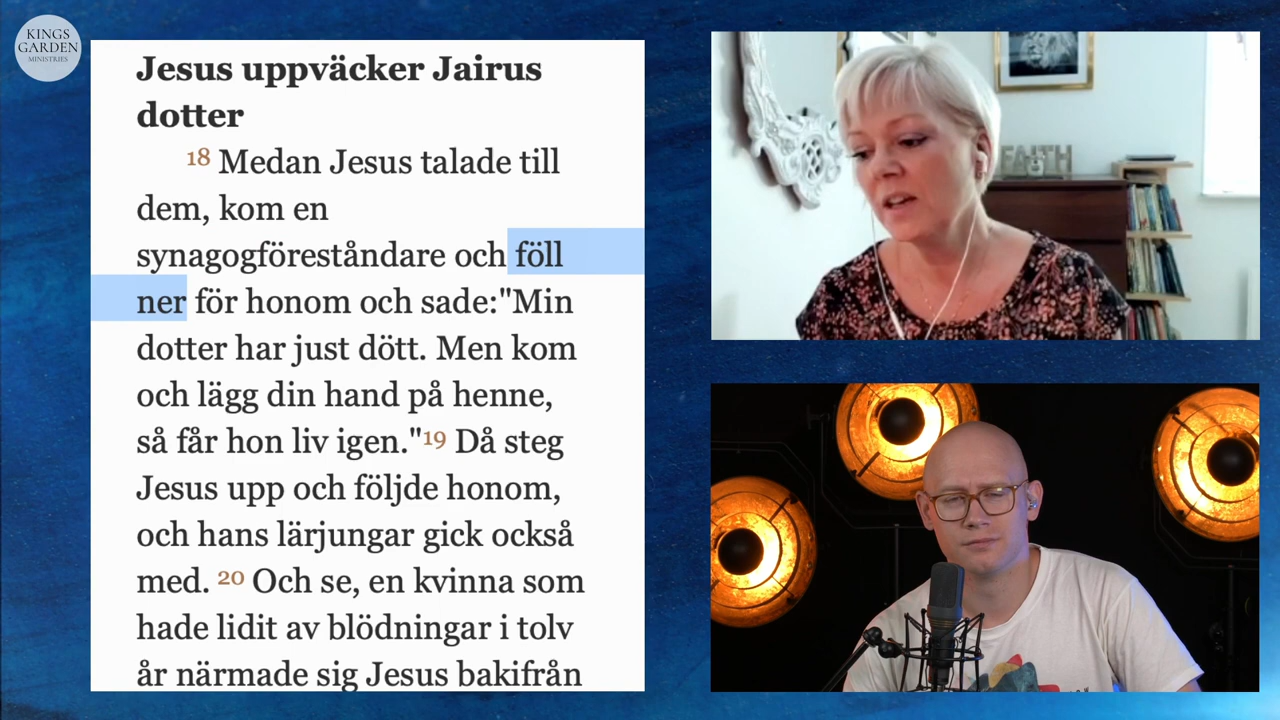 KINGS
GARDEN
MINISTRIES
Jesus uppväcker Jairus
dotter
18 Medan Jesus talade till
dem, kom en
synagogföreståndare och föll
ner för honom och sade:"Min
dotter har just dött. Men kom
och lägg din hand på henne,
så får hon liv igen."19 Då steg
Jesus upp och följde honom,
och hans lärjungar gick också
med. 20 Och se, en kvinna som
hade lidit av blödningar i tolv
år närmade sig Jesus bakifrån
FAITH